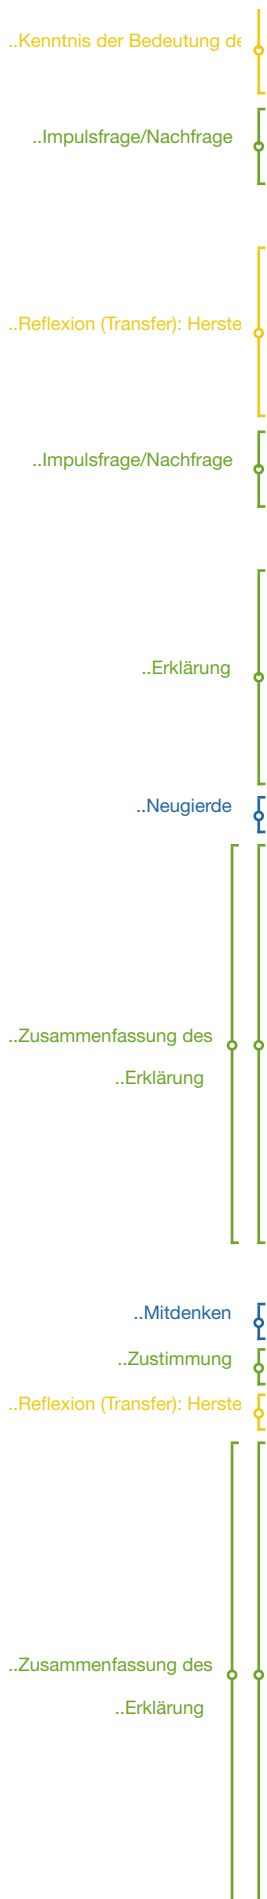 ..Kenntnis der Bedeutung de
..Impulsfrage/Nachfrage
..Reflexion (Transfer): Herste
..Impulsfrage/Nachfrage
..Erklärung
..Neugierde
..Zusammenfassung des
..Erklärung
..Mitdenken
..Zustimmung
..Reflexion (Transfer): Herste
..Zusammenfassung des
..Erklärung